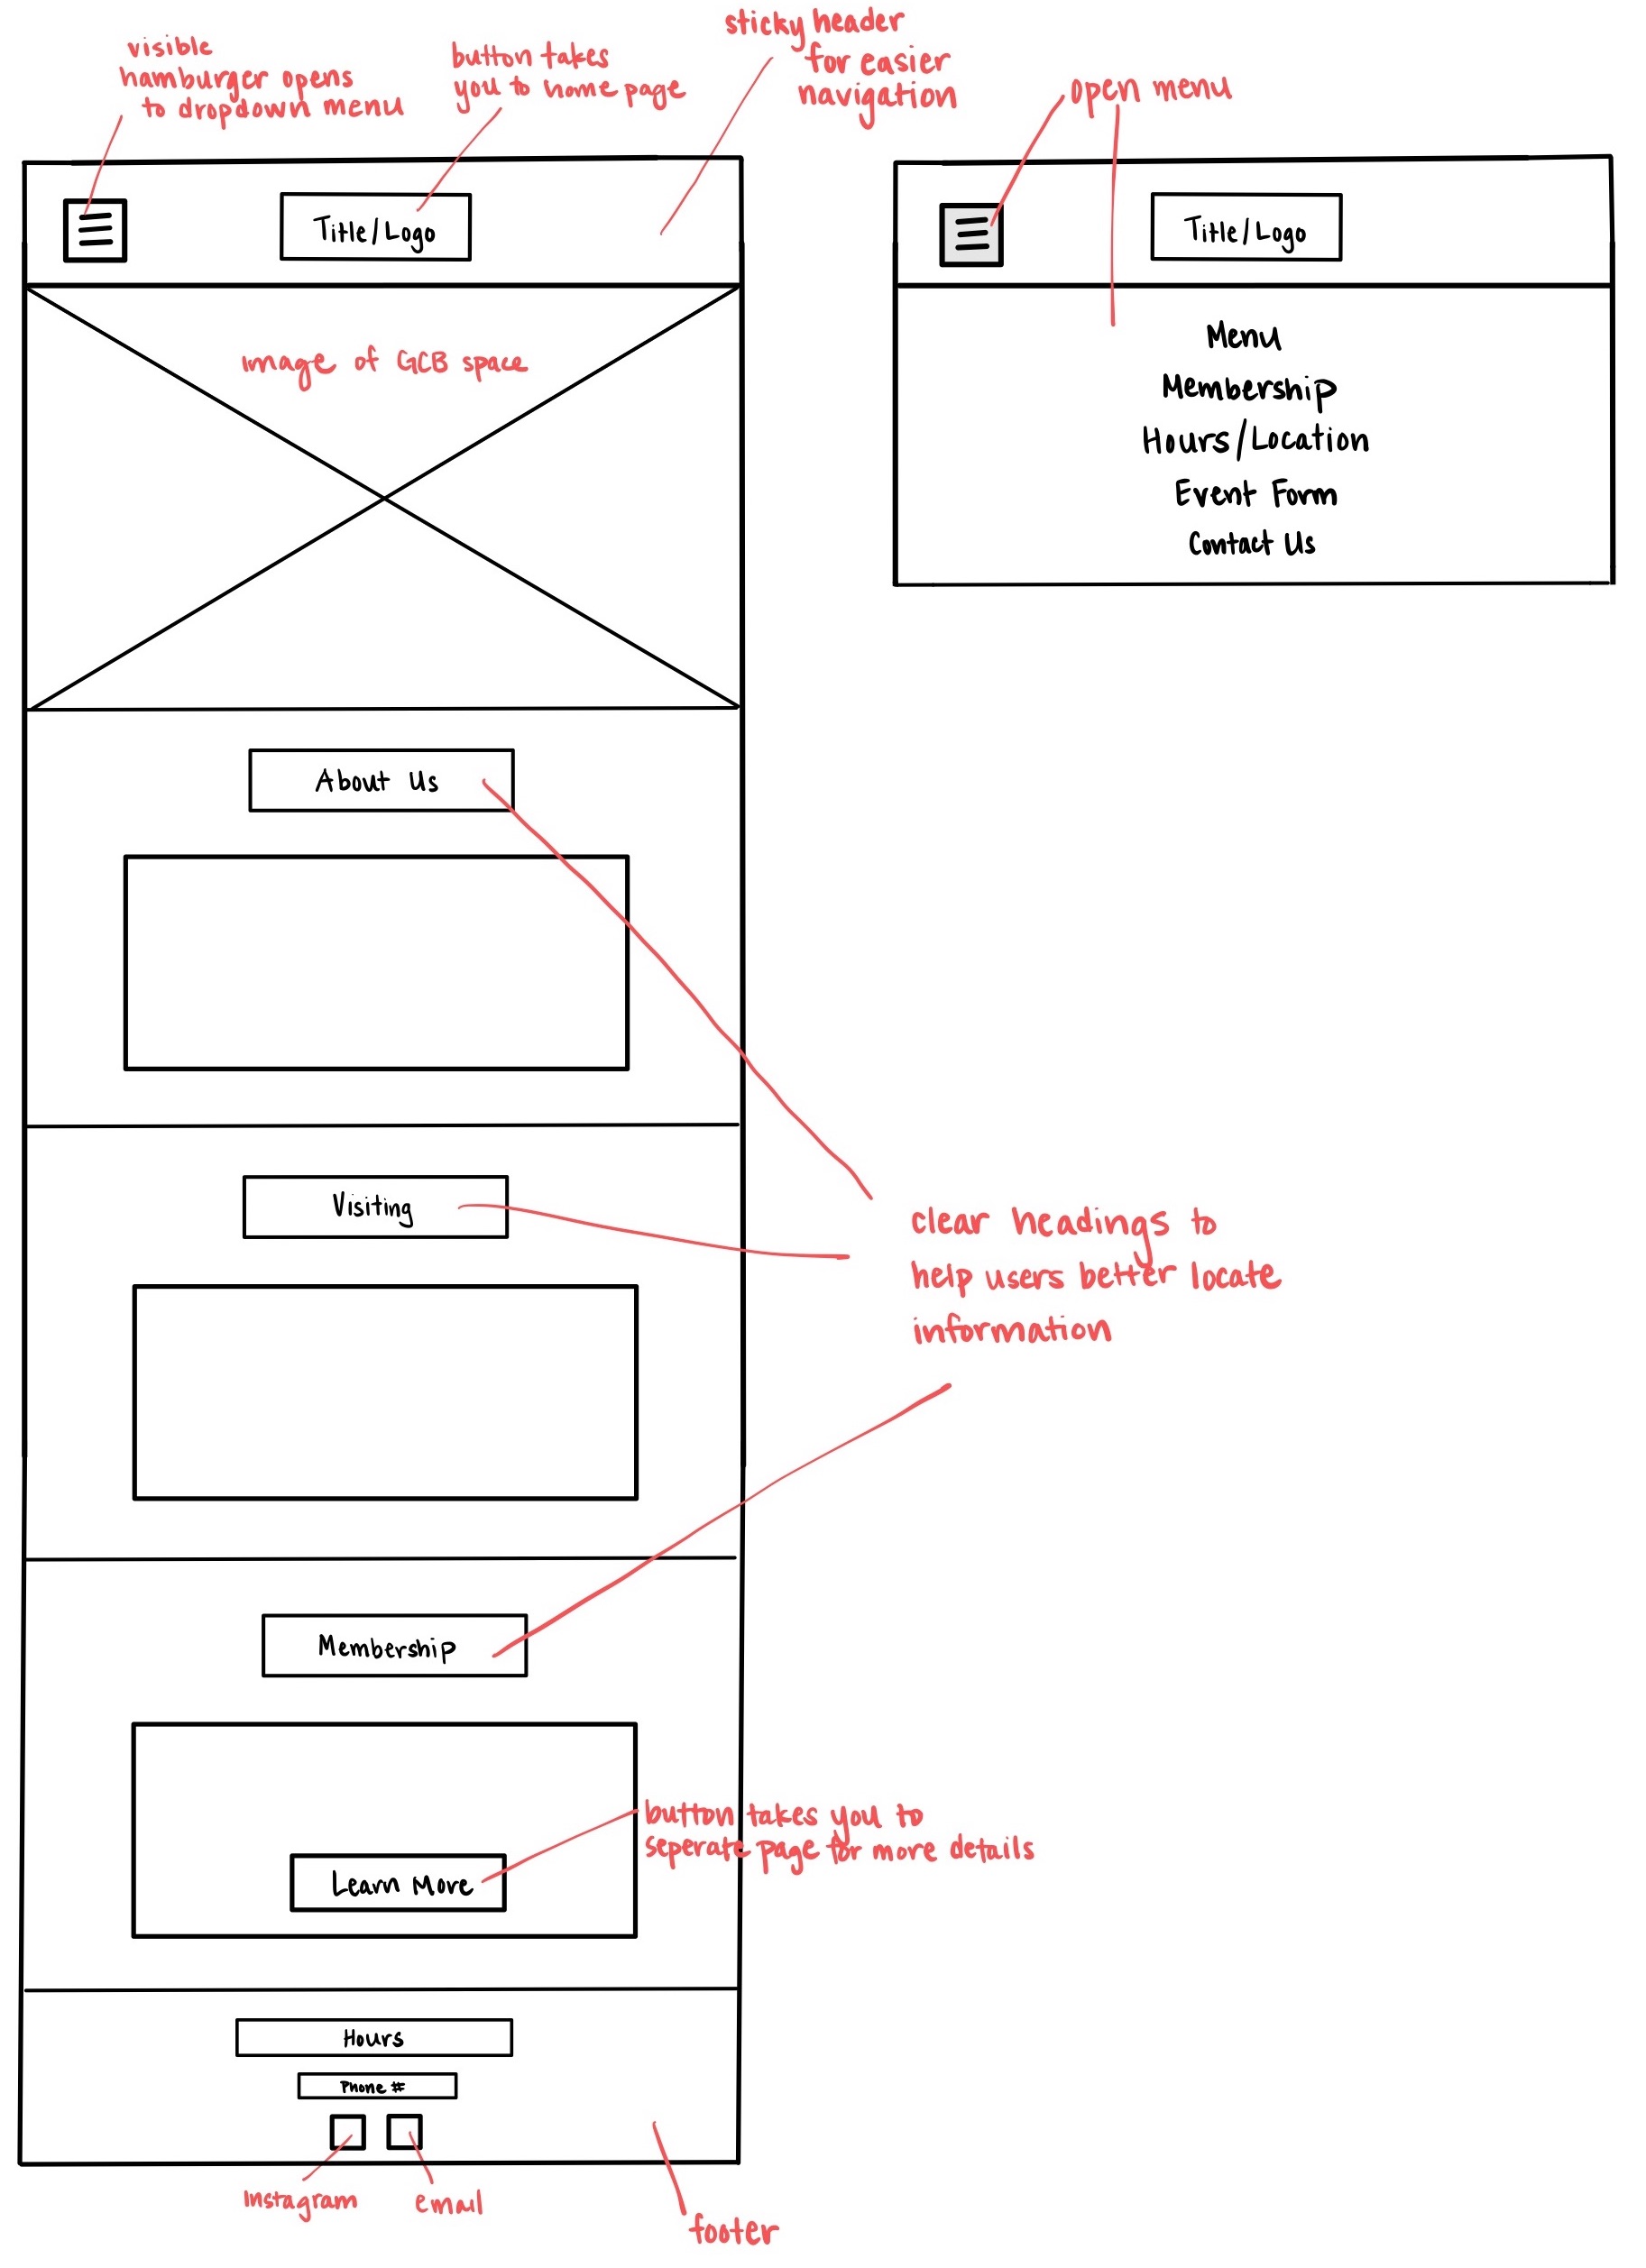 visible
hamburger opens
to dropdown menu
button takes
you to home page
sticky header
for easier
navigation
open menu
Title/Logo
Title/Logo
image of GCB space
Menu
Membership
Hours/Location
Event Form
Contact Us
About Us
Visiting
clear headings to
help users better locate
information
Membership
button takes you to
seperate page for more details
Learn More
Hours
Phone #
Instagram
email
footer